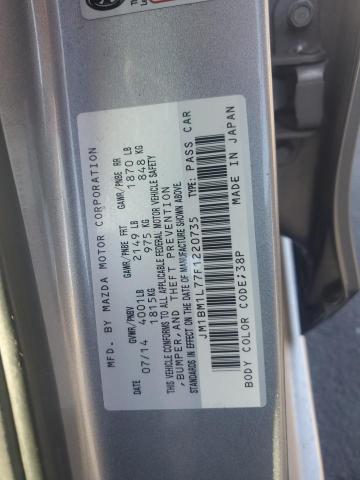 MFD. BY MAZDA MOTOR CORPORATION
DATE GVWR/PNBV GAWR/PNBE FRT GAWR/PNBE RR
07/14 4001LB 2149 LB 1870 LB
1815KG 975 KG 848 KG
THIS VEHICLE CONFORMS TO ALL APPLICABLE FEDERAL MOTOR VEHICLE SAFETY
, BUMPER, AND THEFT PREVENTION
STANDARDS IN EFFECT ON THE DATE OF MANUFACTURE SHOWN ABOVE.
JM1BM1L77F1220735 TYPE: PASS CAR
BODY COLOR CODE/38P MADE IN JAPAN